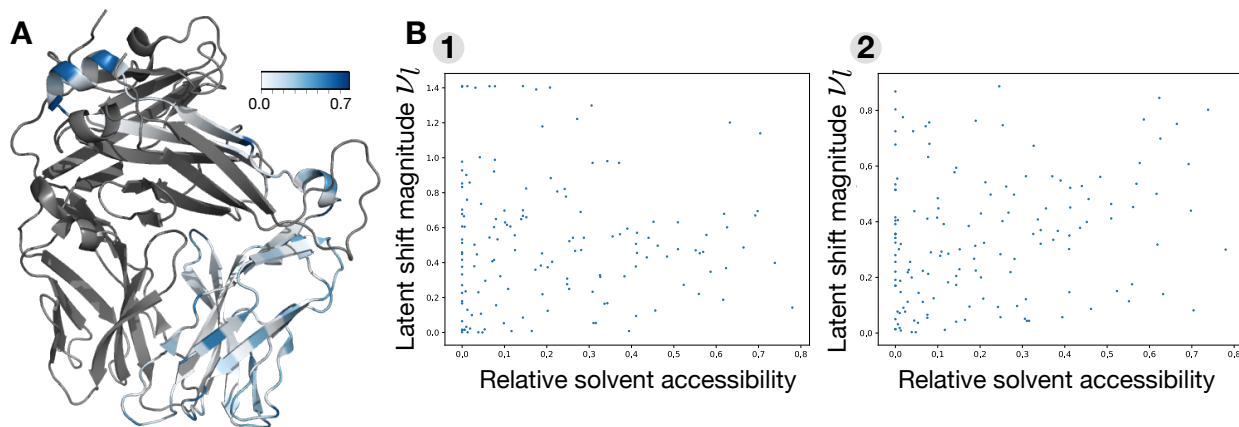 A
0.0 0.7
B
1
Latent shift magnitude νl
1.4
1.2
1.0
0.8
0.6
0.4
0.2
0.0
0,0 0,1 0,2 0,3 0,4 0,5 0,6 0,7 0,8
Relative solvent accessibility
2
Latent shift magnitude νl
0.8
0.6
0.4
0.2
0.0
0.0 0,1 0,2 0,3 0,4 0,5 0,6 0,7 0,8
Relative solvent accessibility